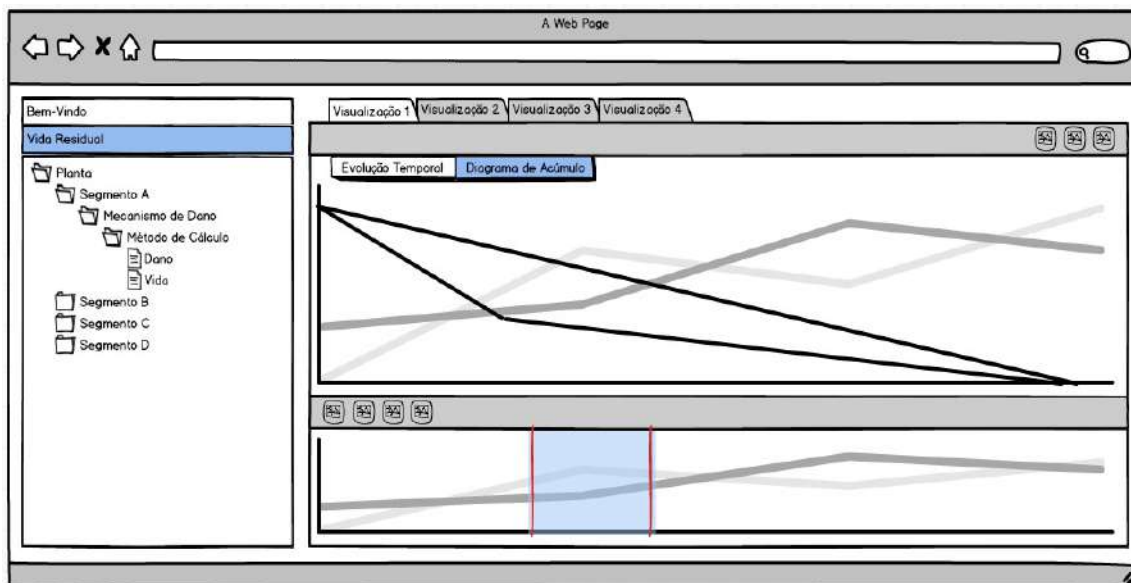 A Web Page
Bem-Vindo
Vida Residual
Planta
Segmento A
Mecanismo de Dano
Método de Cálculo
Dano
Vida
Segmento B
Segmento C
Segmento D
Visualização 1 Visualização 2 Visualização 3 Visualização 4
Evolução Temporal Diagrama de Acúmulo